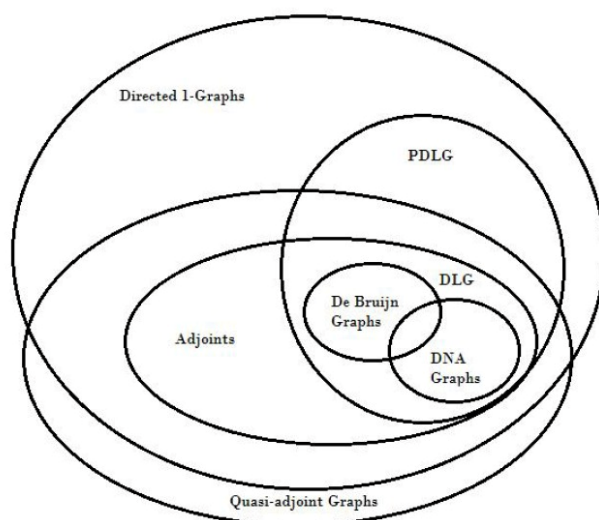 Directed 1-Graphs
PDLG
DLG
De Bruijn
Graphs
Adjoints
DNA
Graphs
Quasi-adjoint Graphs